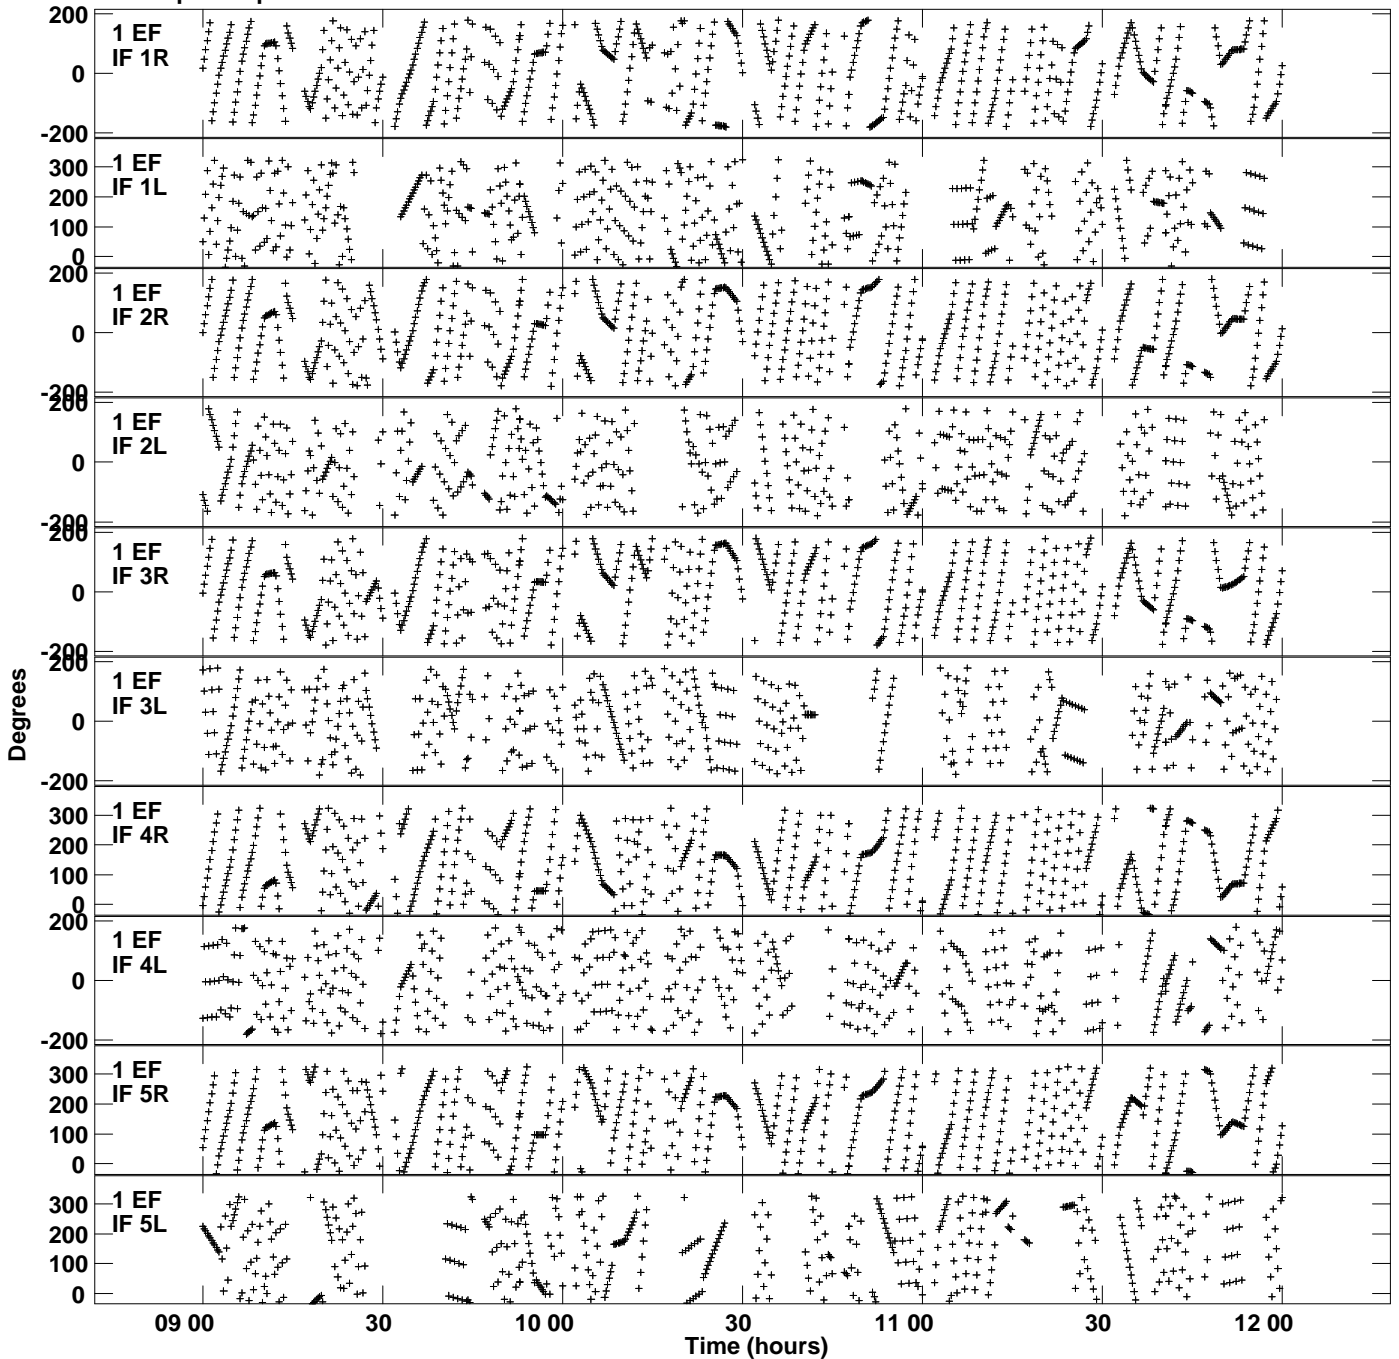 200
0
-200
1 EF
IF 1R
300
200
100
0
1 EF
IF 1L
200
0
-200
1 EF
IF 2R
200
0
-200
1 EF
IF 2L
200
0
-200
1 EF
IF 3R
200
0
-200
1 EF
IF 3L
300
200
100
0
1 EF
IF 4R
200
0
-200
1 EF
IF 4L
300
200
100
0
1 EF
IF 5R
300
200
100
0
1 EF
IF 5L
Degrees
09 00 30 10 00 30 11 00 30 12 00
Time (hours)